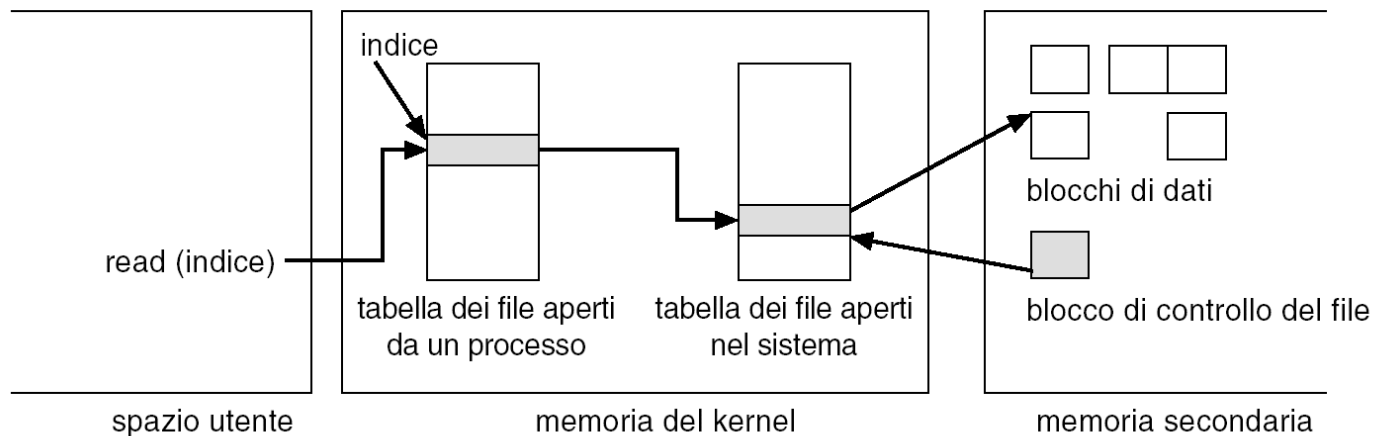 indice
read (indice)
tabella dei file aperti
da un processo
tabella dei file aperti
nel sistema
blocchi di dati
blocco di controllo del file
spazio utente
memoria del kernel
memoria secondaria